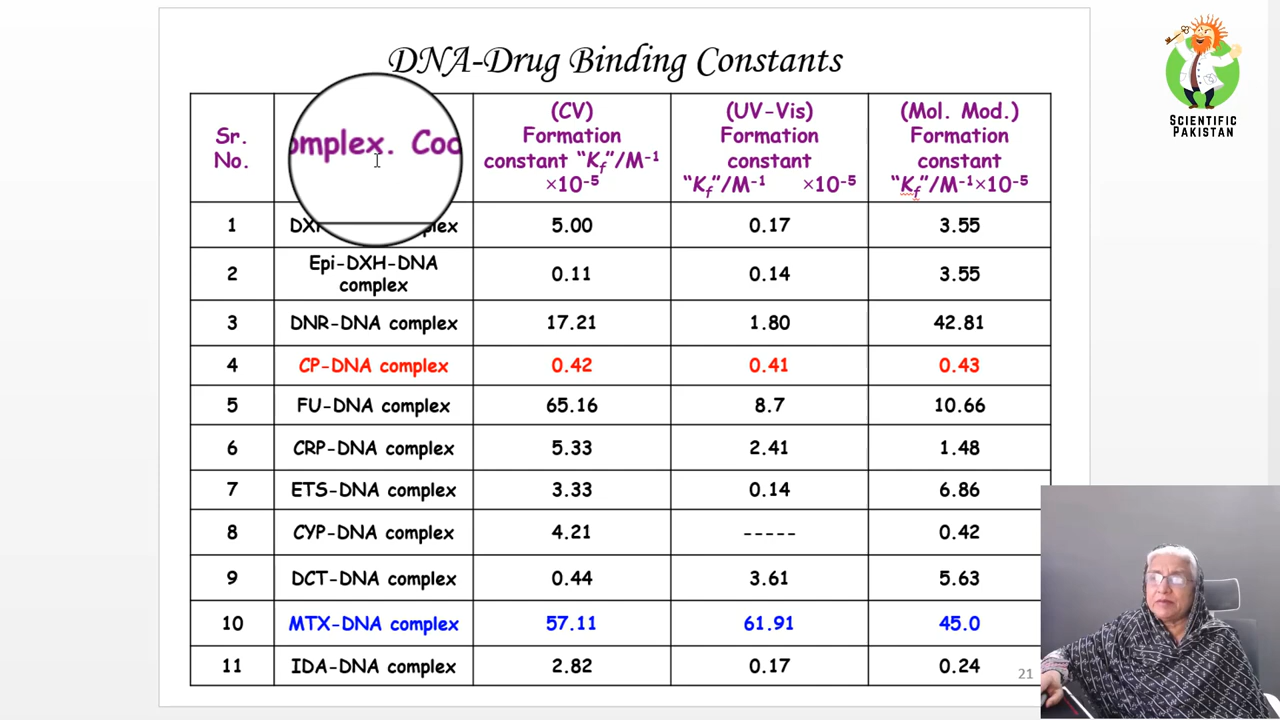 DNA-Drug Binding Constants
Sr. No.
omplex. Coc
(CV) Formation constant “Kf”/M-1 ×10-5
(UV-Vis) Formation constant “Kf”/M-1 ×10-5
(Mol. Mod.) Formation constant “Kf”/M-1×10-5
1 DX plex 5.00 0.17 3.55
2 Epi-DXH-DNA complex 0.11 0.14 3.55
3 DNR-DNA complex 17.21 1.80 42.81
4 CP-DNA complex 0.42 0.41 0.43
5 FU-DNA complex 65.16 8.7 10.66
6 CRP-DNA complex 5.33 2.41 1.48
7 ETS-DNA complex 3.33 0.14 6.86
8 CYP-DNA complex 4.21 ----- 0.42
9 DCT-DNA complex 0.44 3.61 5.63
10 MTX-DNA complex 57.11 61.91 45.0
11 IDA-DNA complex 2.82 0.17 0.24
21
SCIENTIFIC
PAKISTAN